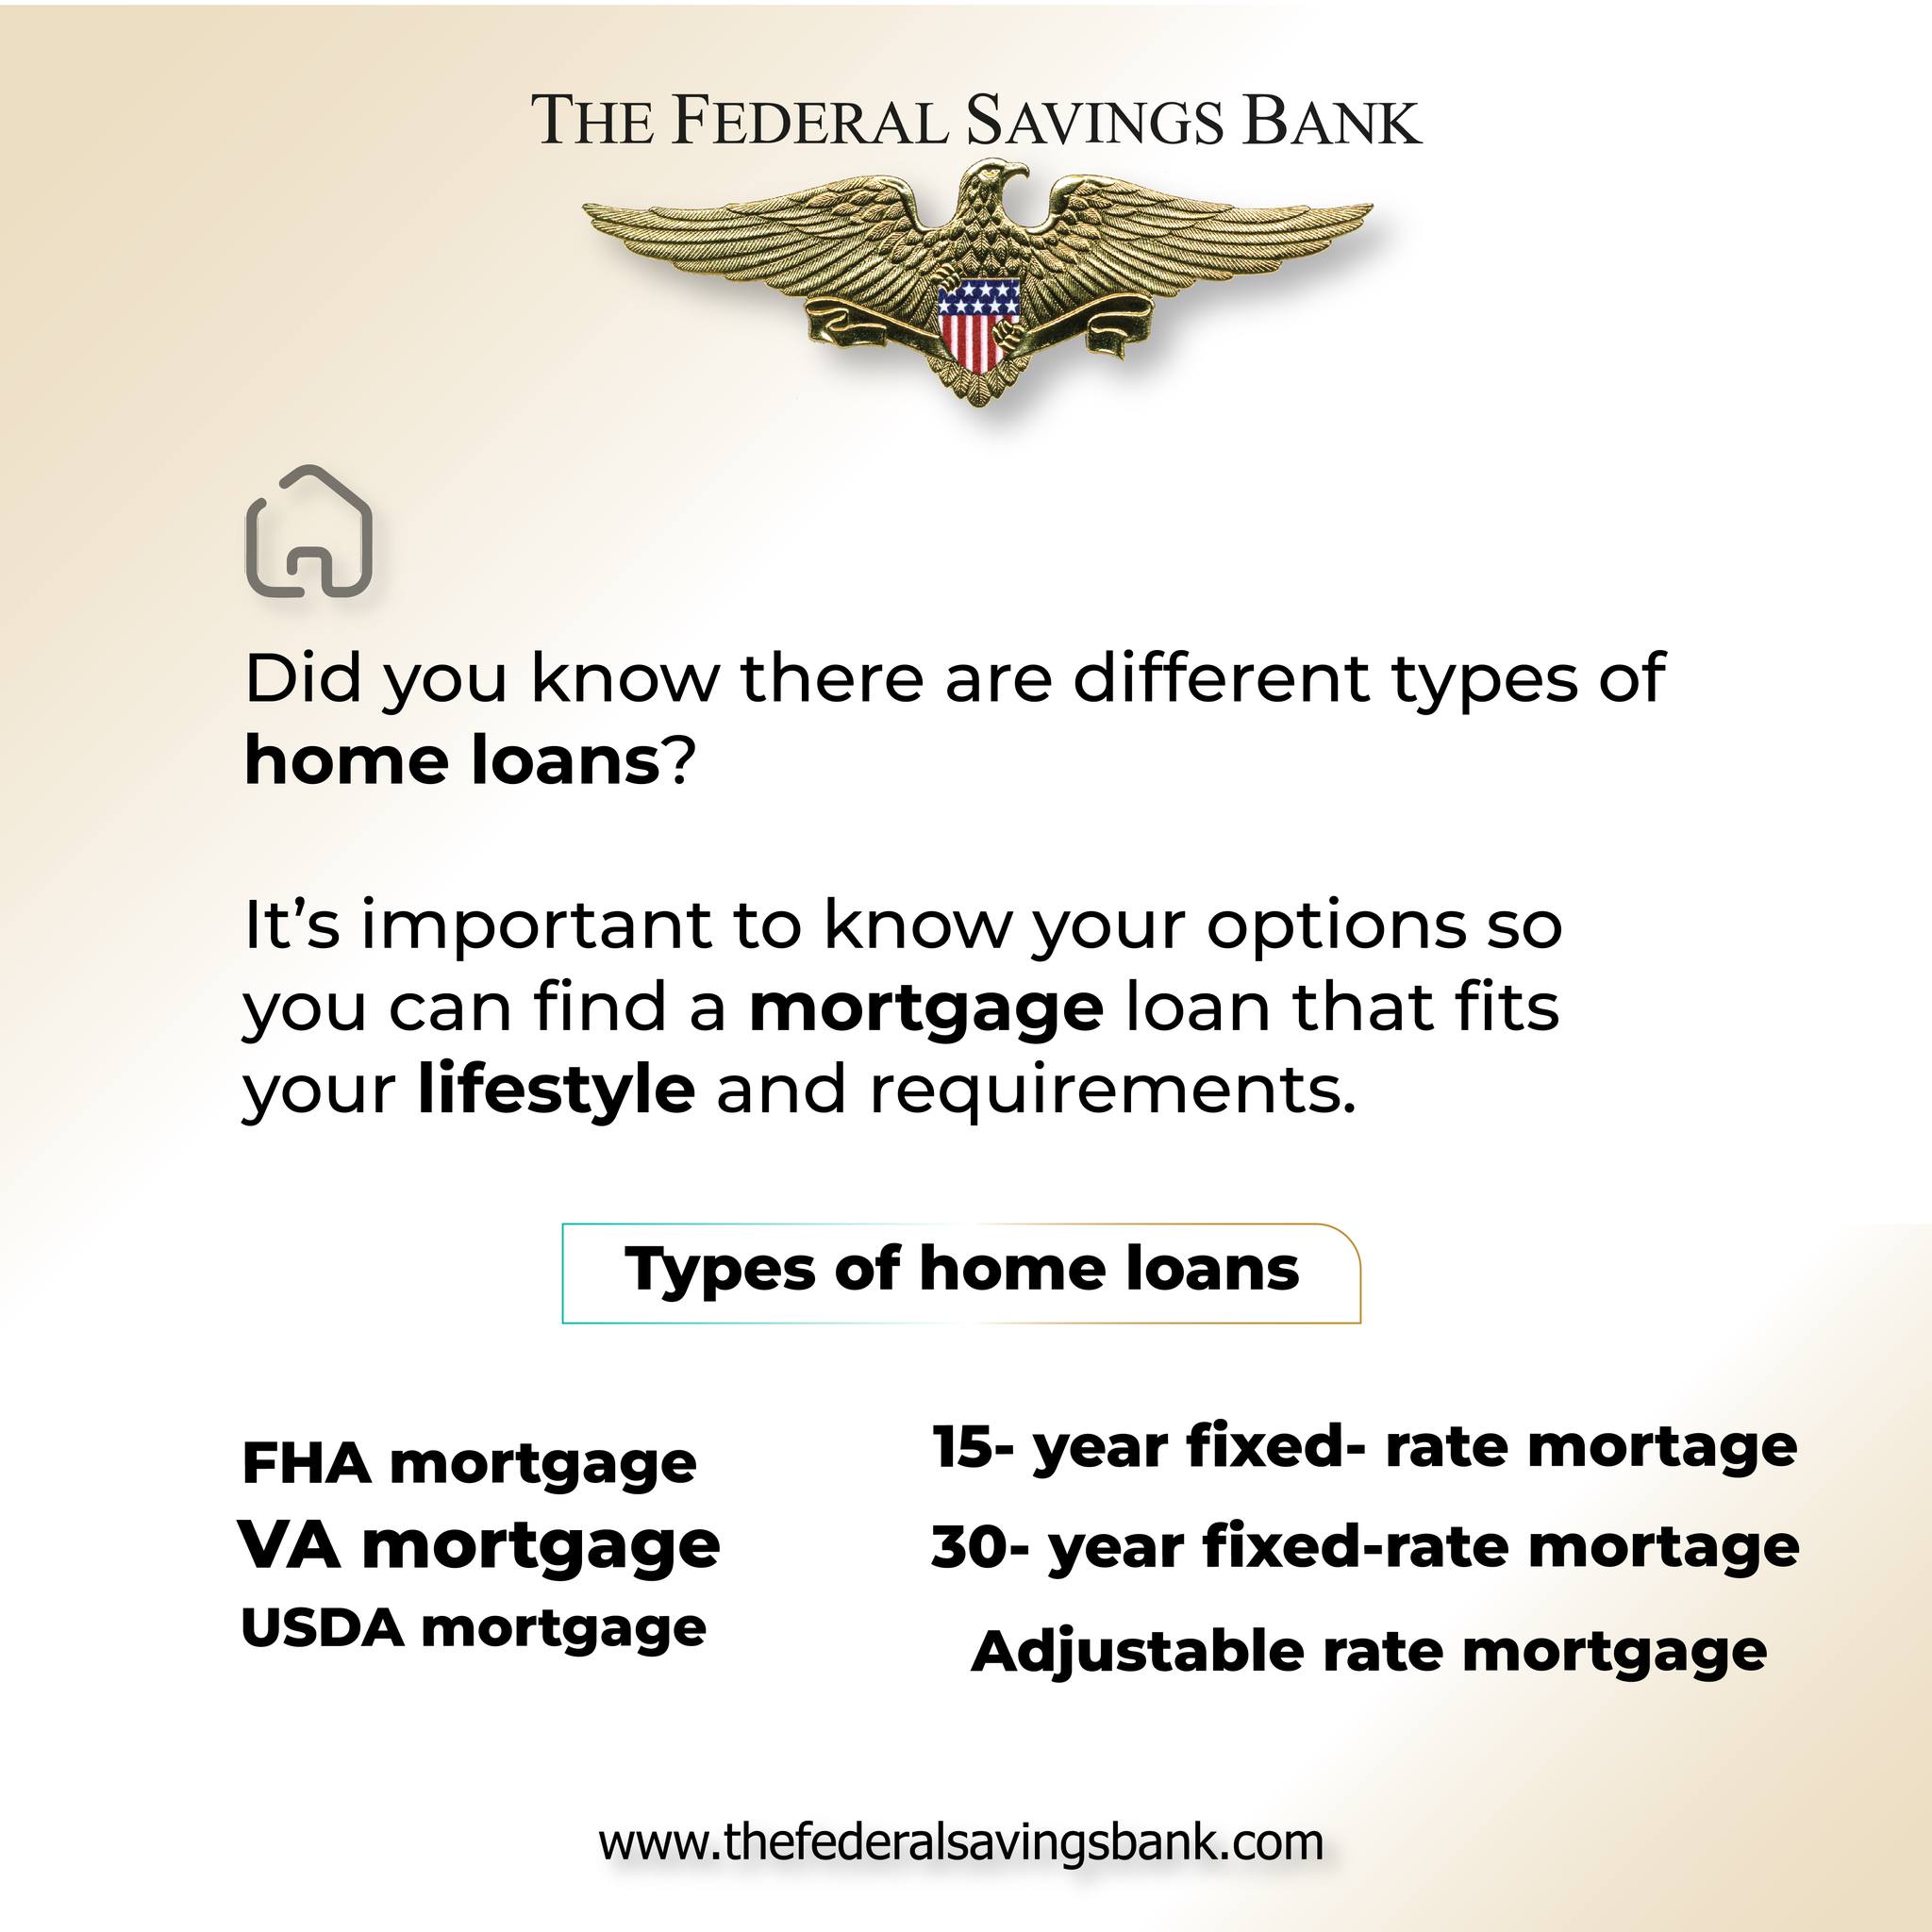 THE FEDERAL SAVINGS BANK
Did you know there are different types of
home loans?
It’s important to know your options so
you can find a mortgage loan that fits
your lifestyle and requirements.
Types of home loans
FHA mortgage
VA mortgage
USDA mortgage
15- year fixed- rate mortage
30- year fixed-rate mortage
Adjustable rate mortgage
www.thefederalsavingsbank.com